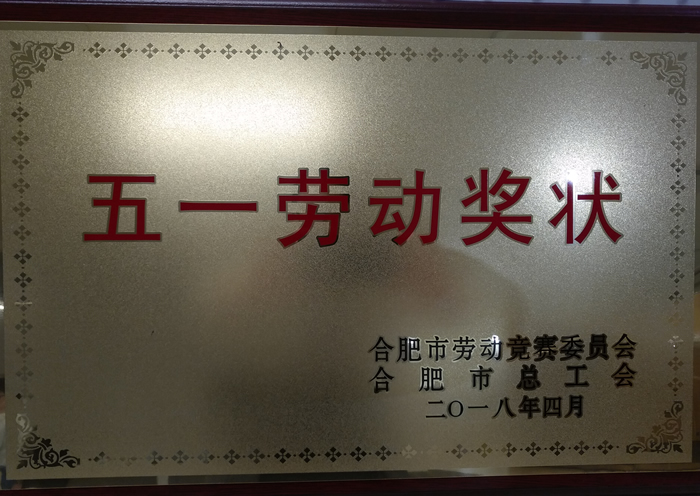 五一劳动奖状
合肥市劳动竞赛委员会
合肥市总工会
二〇一八年四月